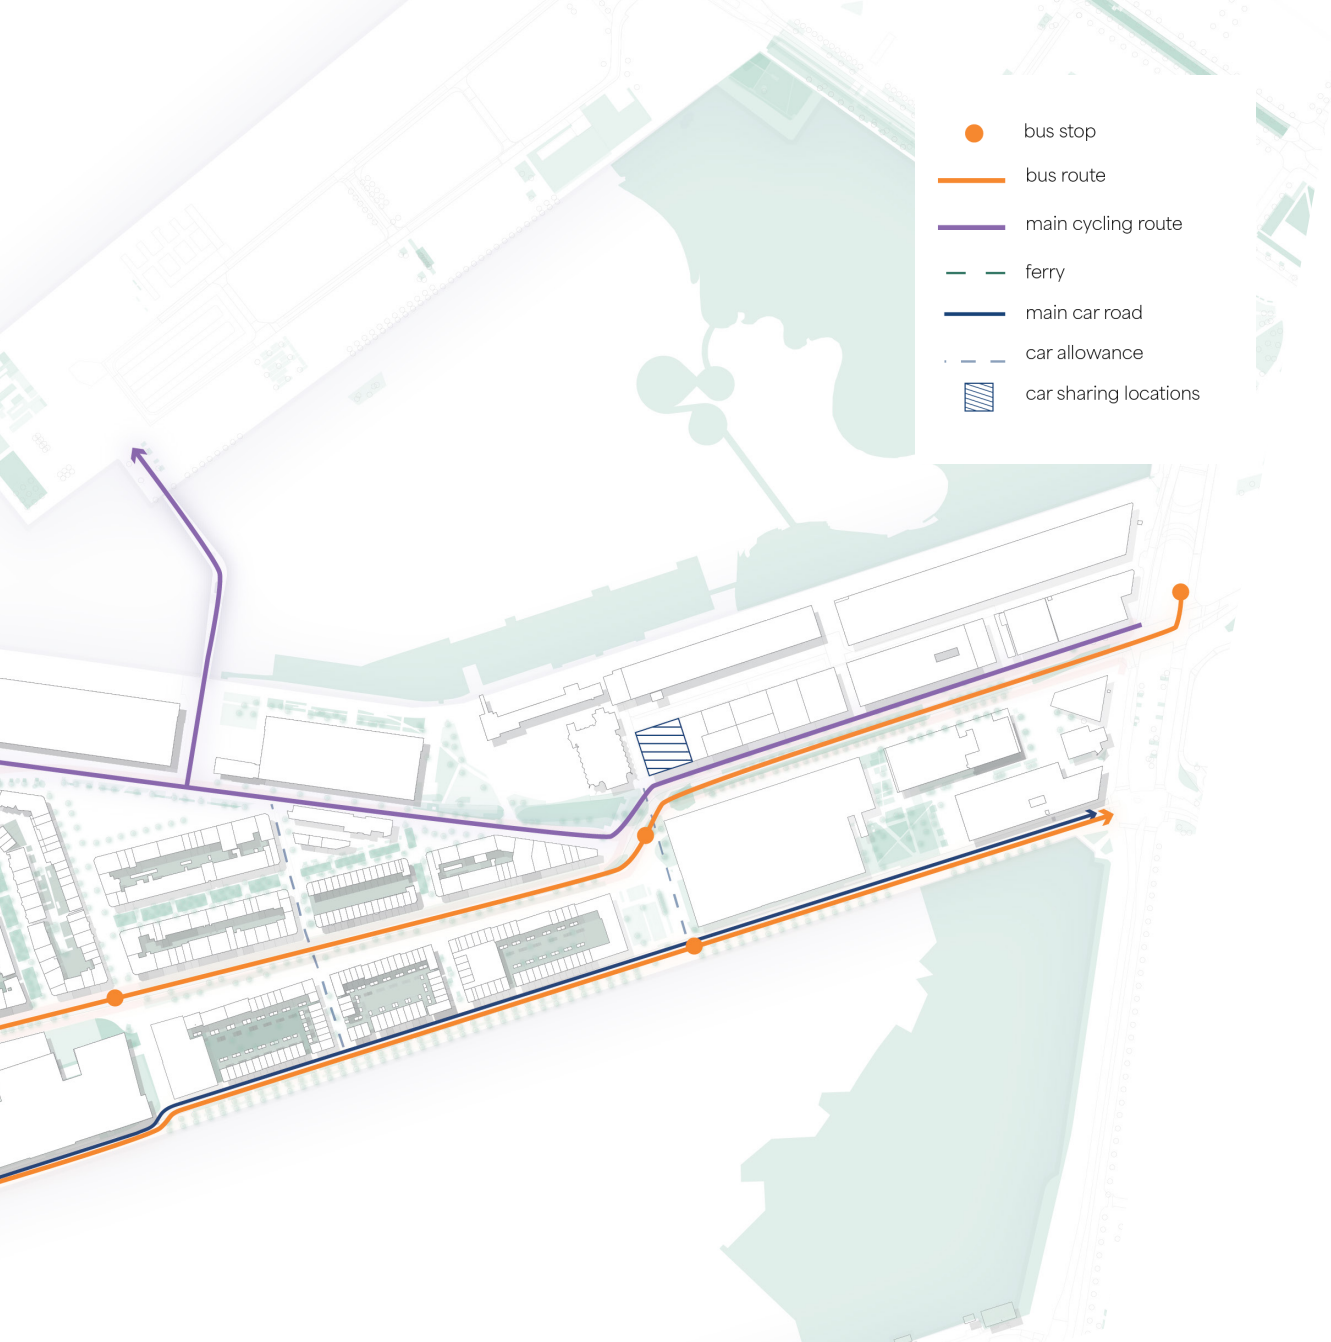 bus stop
bus route
main cycling route
ferry
main car road
car allowance
car sharing locations